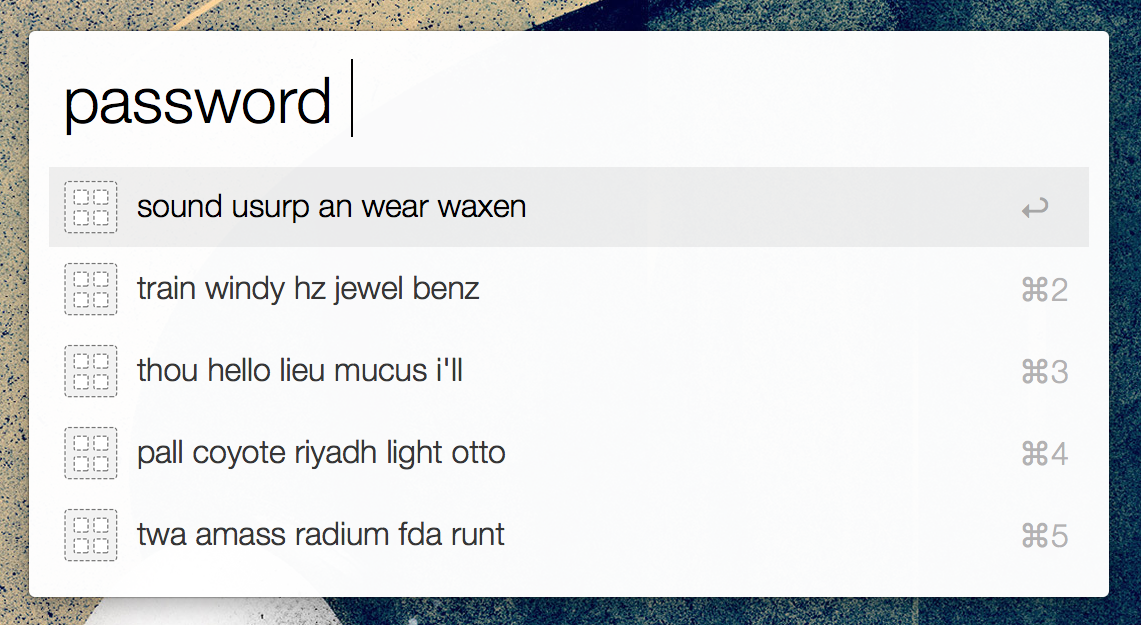 password
sound usurp an wear waxen ↩
train windy hz jewel benz ⌘2
thou hello lieu mucus i'll ⌘3
pall coyote riyadh light otto ⌘4
twa amass radium fda runt ⌘5